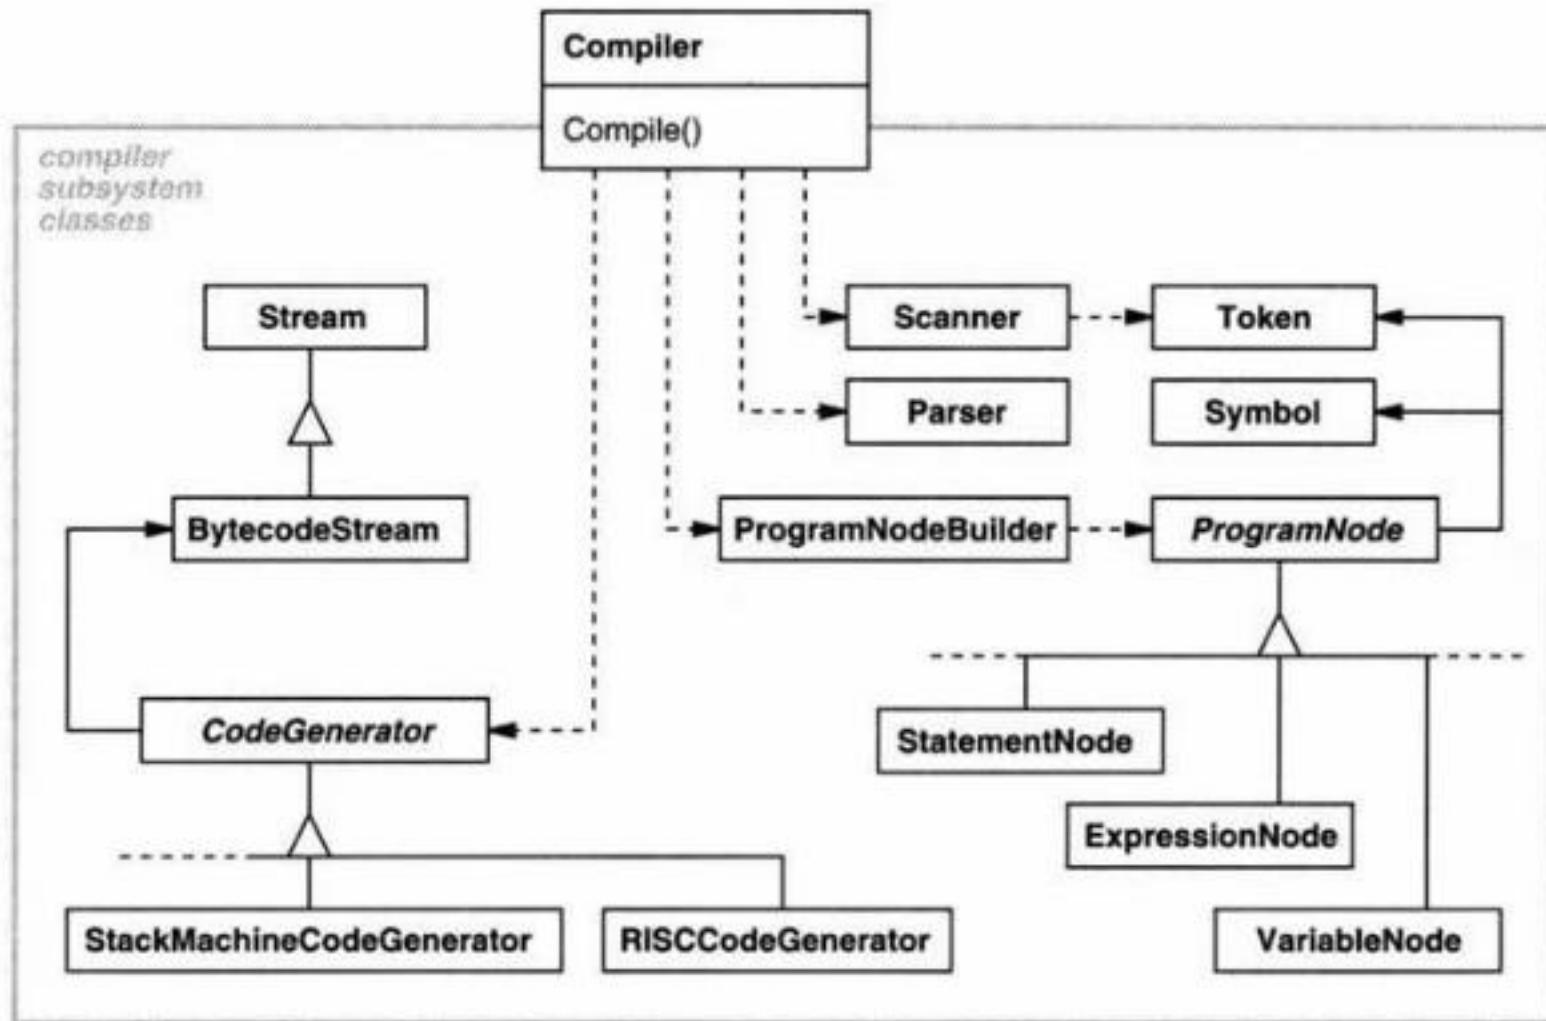 Compiler
Compile()
compiler
subsystem
classes
Stream
Scanner
Token
Parser
Symbol
BytecodeStream
ProgramNodeBuilder
ProgramNode
CodeGenerator
StatementNode
ExpressionNode
StackMachineCodeGenerator
RISCCodeGenerator
VariableNode